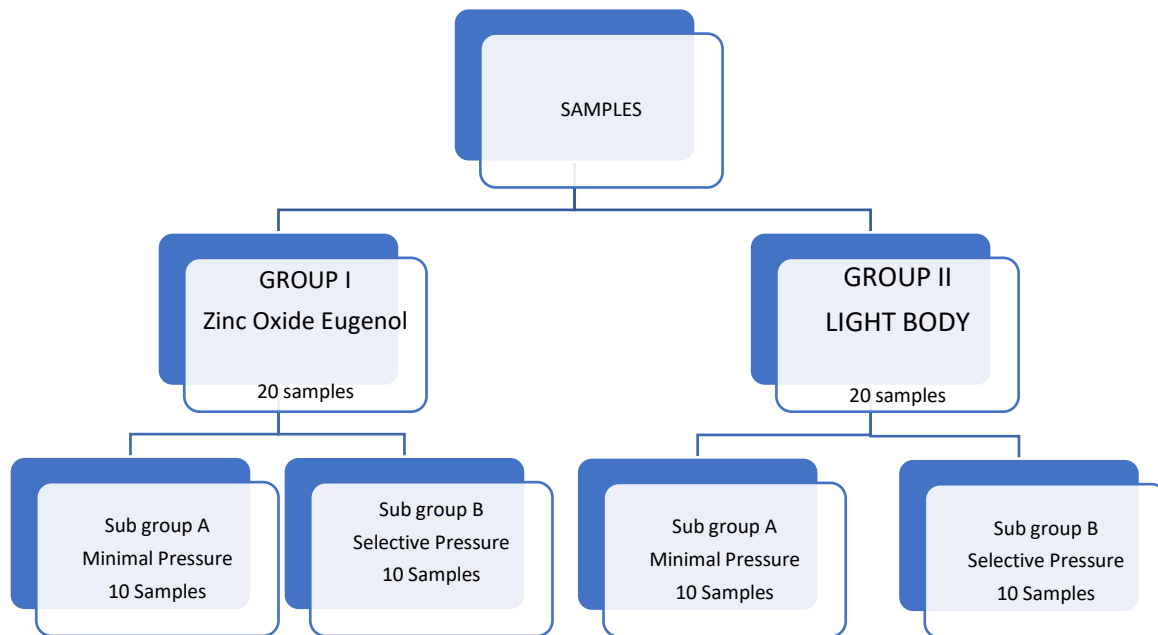 SAMPLES
GROUP I
Zinc Oxide Eugenol
20 samples
GROUP II
LIGHT BODY
20 samples
Sub group A
Minimal Pressure
10 Samples
Sub group B
Selective Pressure
10 Samples
Sub group A
Minimal Pressure
10 Samples
Sub group B
Selective Pressure
10 Samples